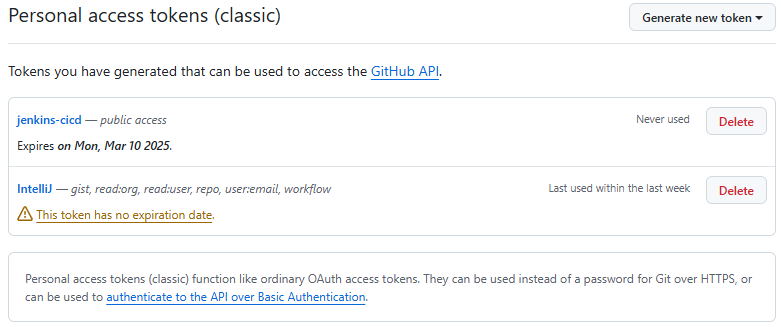 Personal access tokens (classic)
Generate new token
Tokens you have generated that can be used to access the GitHub API.
jenkins-cicd — public access
Never used
Delete
Expires on Mon, Mar 10 2025.
IntelliJ — gist, read:org, read:user, repo, user:email, workflow
Last used within the last week
Delete
This token has no expiration date.
Personal access tokens (classic) function like ordinary OAuth access tokens. They can be used instead of a password for Git over HTTPS, or
can be used to authenticate to the API over Basic Authentication.